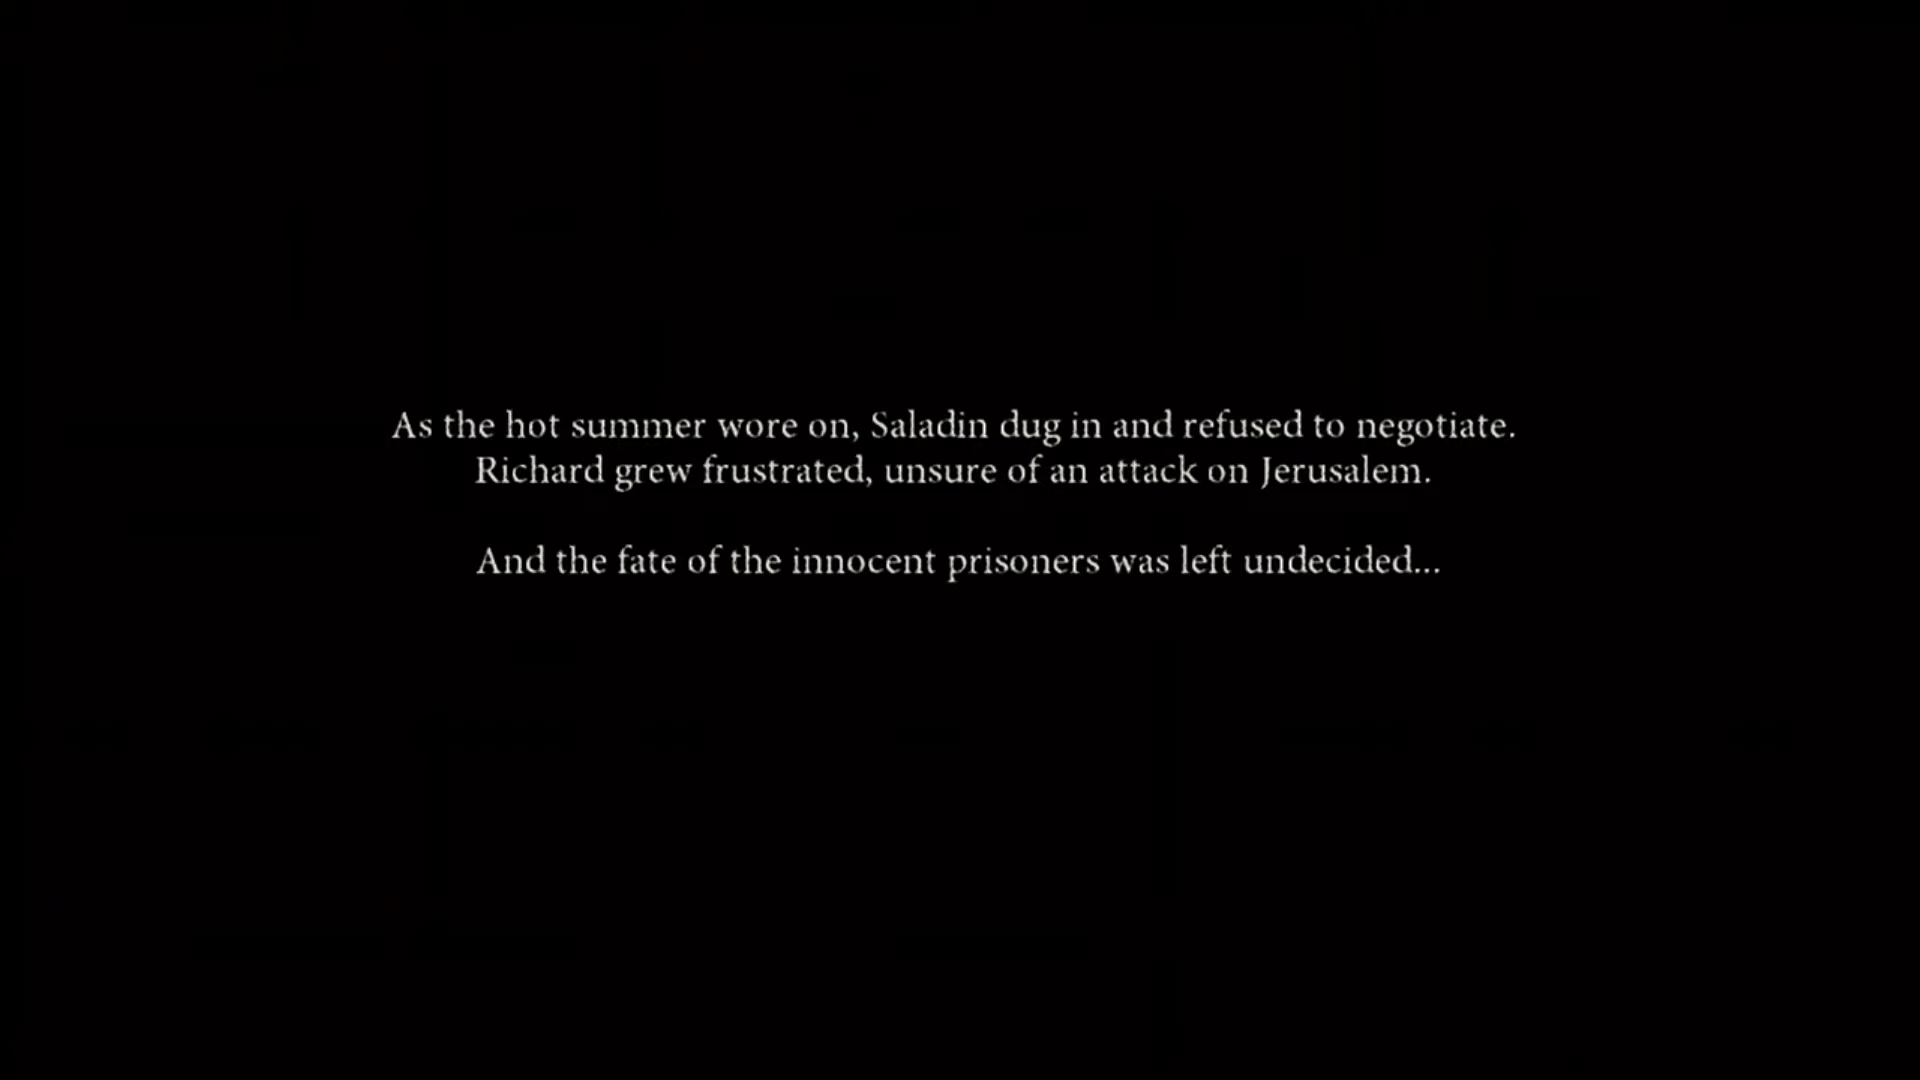 As the hot summer wore on, Saladin dug in and refused to negotiate.
Richard grew frustrated, unsure of an attack on Jerusalem.
And the fate of the innocent prisoners was left undecided...